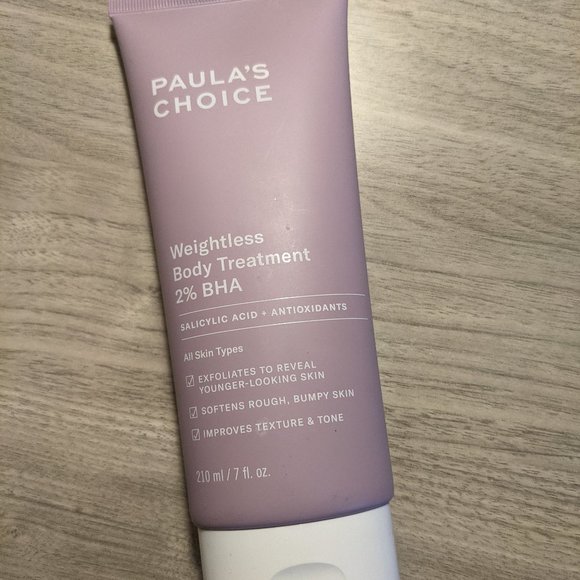 PAULA'S
CHOICE
Weightless
Body Treatment
2% BHA
SALICYLIC ACID + ANTIOXIDANTS
All Skin Types
☑ EXFOLIATES TO REVEAL
YOUNGER-LOOKING SKIN
☑ SOFTENS ROUGH, BUMPY SKIN
☑ IMPROVES TEXTURE & TONE
210 ml / 7 fl. oz.